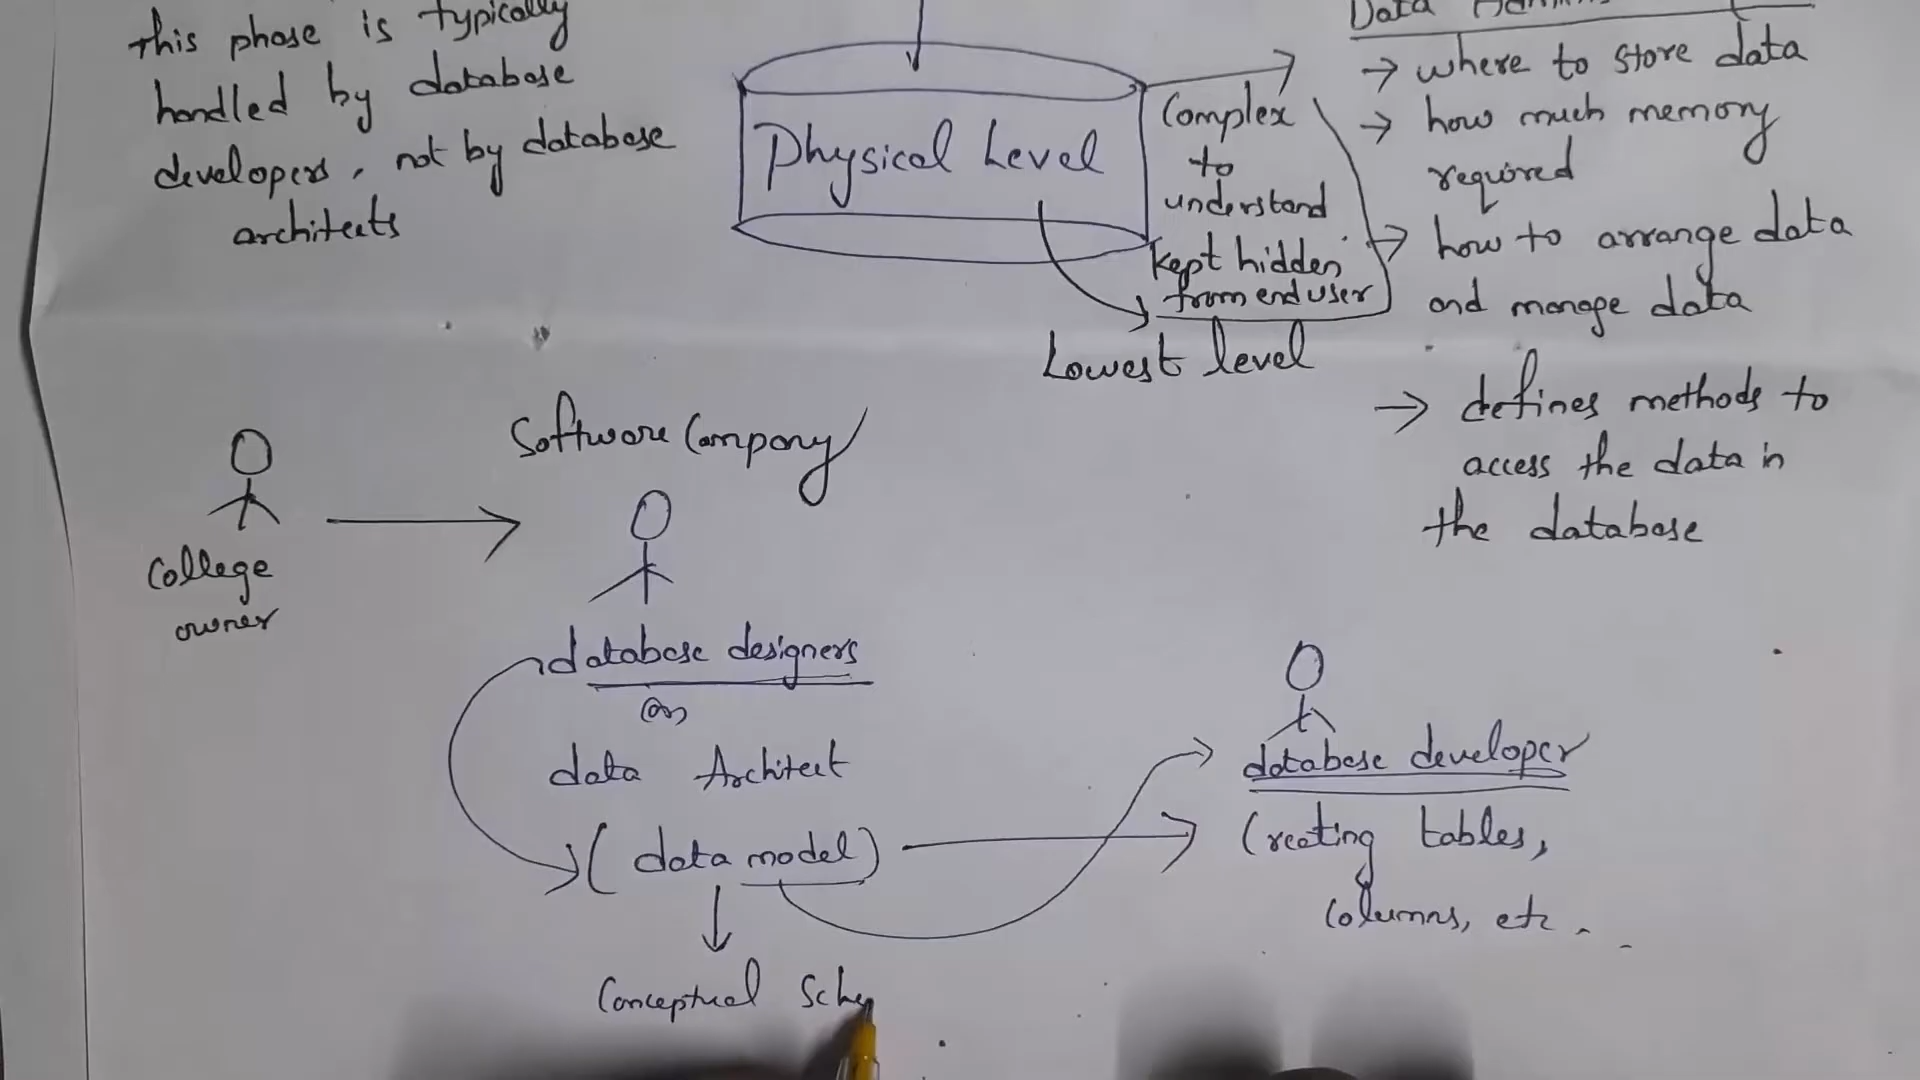 this phase is typically
handled by database
developers, not by database
architects
Physical Level
Complex
to
understand
kept hidden
from end user
Lowest level
Data
→ where to store data
→ how much memory
required
→ how to arrange data
and manage data
→ defines methods to
access the data in
the database
College
owner
Software Company
database designers
(or)
data Architect
(data model)
Conceptual Sche
database developer
Creating tables,
columns, etc..